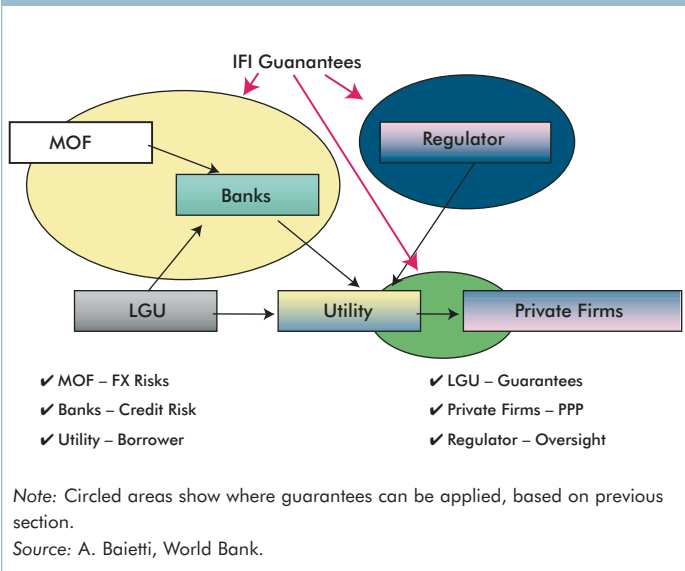 IFI Guanantees
MOF
Regulator
Banks
LGU
Utility
Private Firms
✔ MOF – FX Risks
✔ Banks – Credit Risk
✔ Utility – Borrower
✔ LGU – Guarantees
✔ Private Firms – PPP
✔ Regulator – Oversight
Note: Circled areas show where guarantees can be applied, based on previous
section.
Source: A. Baietti, World Bank.